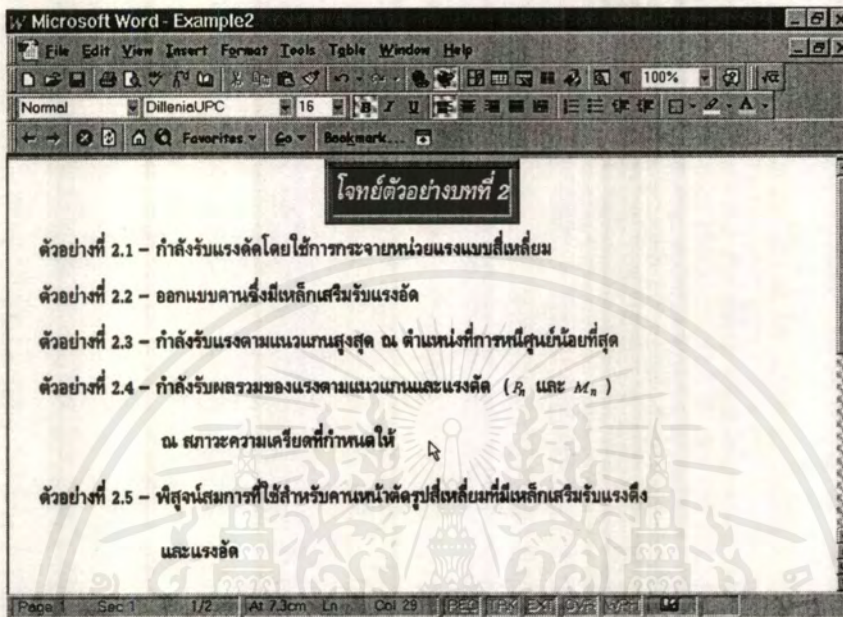 Microsoft Word - Example2
File Edit View Insert Format Tools Table Window Help
100%
Normal DilleniaUPC 16 B I U
Favorites Go Bookmark...
โจทย์ตัวอย่างบทที่ 2
ตัวอย่างที่ 2.1 – กำลังรับแรงดัดโดยใช้การกระจายหน่วยแรงแบบสี่เหลี่ยม
ตัวอย่างที่ 2.2 – ออกแบบคานซึ่งมีเหล็กเสริมรับแรงอัด
ตัวอย่างที่ 2.3 – กำลังรับแรงตามแนวแกนสูงสุด ณ ตำแหน่งที่การหนีศูนย์น้อยที่สุด
ตัวอย่างที่ 2.4 – กำลังรับผลรวมของแรงตามแนวแกนและแรงดัด (Pn และ Mn)
ณ สภาวะความเครียดที่กำหนดให้
ตัวอย่างที่ 2.5 – พิสูจน์สมการที่ใช้สำหรับคานหน้าตัดรูปสี่เหลี่ยมที่มีเหล็กเสริมรับแรงดึง
และแรงอัด
Page 1 Sec 1 1/2 At 7.3cm Ln Col 29 REC TRK EXT OVR WPH